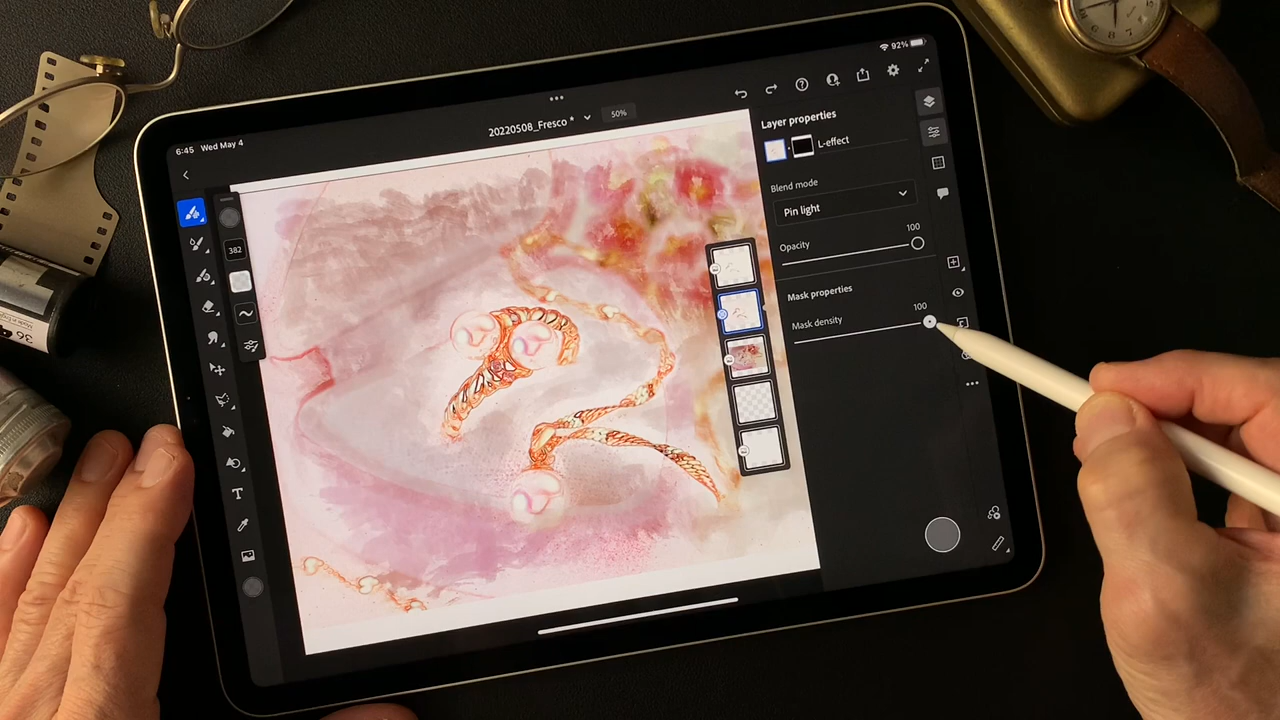 6:45 Wed May 4
92%
20220508_Fresco *
50%
382
T
Layer properties
L-effect
Blend mode
Pin light
Opacity
100
Mask properties
Mask density
100
36